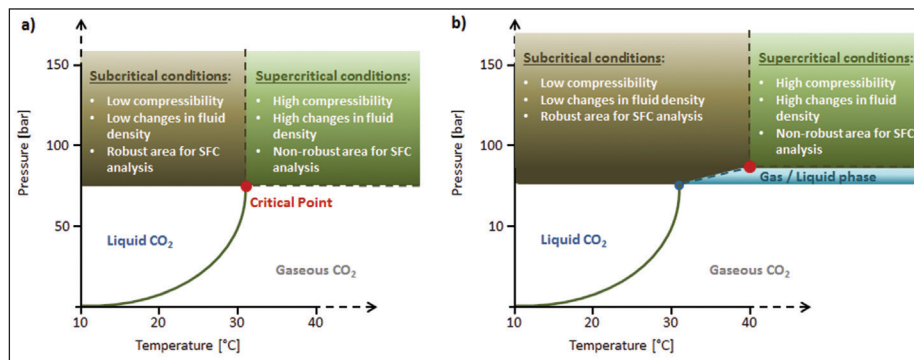 a)
150
100
50
Pressure [bar]
Subcritical conditions:
• Low compressibility
• Low changes in fluid
density
• Robust area for SFC
analysis
Supercritical conditions:
• High compressibility
• High changes in fluid
density
• Non-robust area for SFC
analysis
Critical Point
Liquid CO₂
Gaseous CO₂
10
20
30
40
Temperature [°C]
b)
150
100
10
Pressure [bar]
Subcritical conditions:
• Low compressibility
• Low changes in fluid density
• Robust area for SFC analysis
Supercritical conditions:
• High compressibility
• High changes in fluid
density
• Non-robust area for SFC
analysis
Gas / Liquid phase
Liquid CO₂
Gaseous CO₂
10
20
30
40
Temperature [°C]